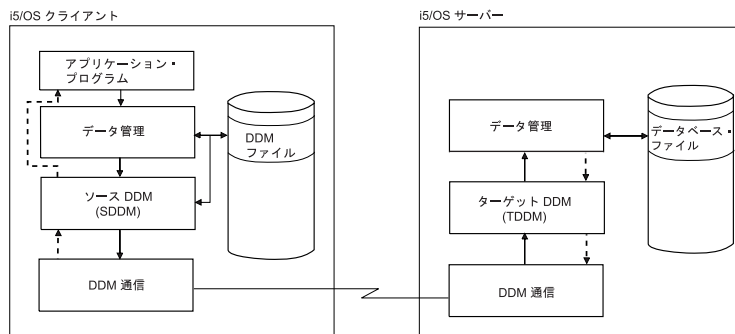 i5/OS クライアント
アプリケーション・
プログラム
データ管理
DDM
ファイル
ソース DDM
(SDDM)
DDM 通信
i5/OS サーバー
データ管理
データベース・
ファイル
ターゲット DDM
(TDDM)
DDM 通信